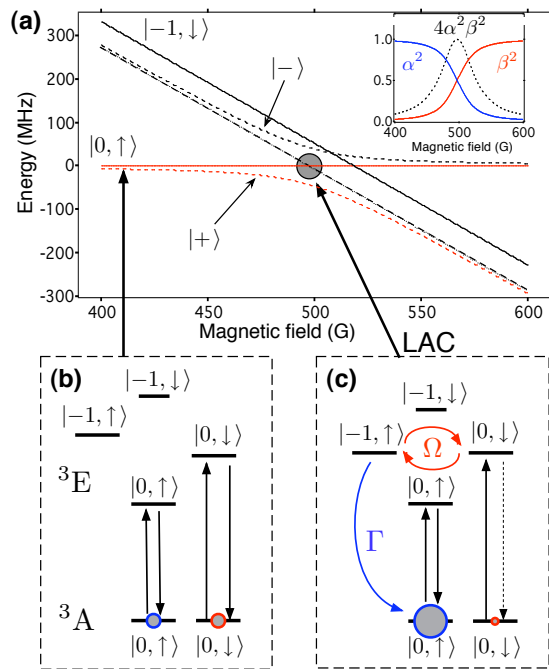 (a)
|−1, ↓⟩
|−⟩
|0, ↑⟩
|+⟩
Energy (MHz)
300
200
100
0
-100
-200
-300
400
450
500
550
600
Magnetic field (G)
4α²β²
α²
β²
1.0
0.5
0.0
400
500
600
Magnetic field (G)
LAC
(b)
|−1, ↓⟩
|−1, ↑⟩
|0, ↓⟩
³E
|0, ↑⟩
³A
|0, ↑⟩
|0, ↓⟩
(c)
|−1, ↓⟩
|−1, ↑⟩
|0, ↓⟩
Ω
|0, ↑⟩
Γ
|0, ↑⟩
|0, ↓⟩